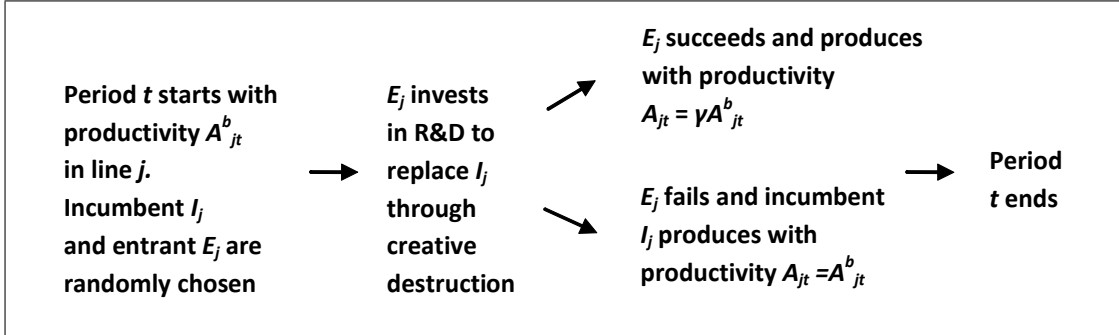 Period t starts with
productivity A^b_jt
in line j.
Incumbent I_j
and entrant E_j are
randomly chosen
E_j invests
in R&D to
replace I_j
through
creative
destruction
E_j succeeds and produces
with productivity
A_jt = γA^b_jt
E_j fails and incumbent
I_j produces with
productivity A_jt =A^b_jt
Period
t ends